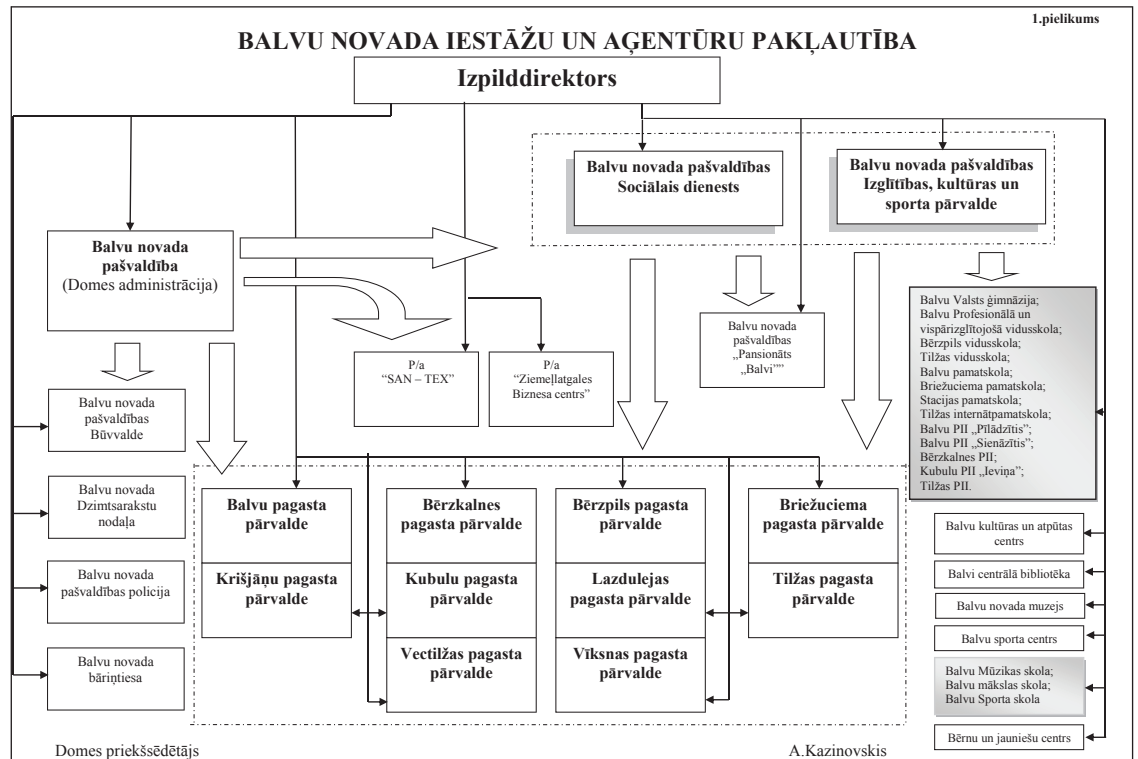 1.pielikums
BALVU NOVADA IESTĀŽU UN AĢENTŪRU PAKĻAUTĪBA
Izpilddirektors
Balvu novada pašvaldības
Sociālais dienests
Balvu novada pašvaldības
Izglītības, kultūras un
sporta pārvalde
Balvu novada
pašvaldība
(Domes administrācija)
P/a
“SAN – TEX”
P/a
“Ziemeļlatgales
Biznesa centrs”
Balvu novada
pašvaldības
„Pansionāts
„Balvi””
Balvu Valsts ģimnāzija;
Balvu Profesionālā un
vispārizglītojošā vidusskola;
Bērzpils vidusskola;
Tilžas vidusskola;
Balvu pamatskola;
Briežuciema pamatskola;
Stacijas pamatskola;
Tilžas internātpamatskola;
Balvu PII „Pīlādzītis”;
Balvu PII „Sienāzītis”;
Bērzkalnes PII;
Kubulu PII „Ieviņa”;
Tilžas PII.
Balvu novada
pašvaldības
Būvvalde
Balvu novada
Dzimtsarakstu
nodaļa
Balvu novada
pašvaldības policija
Balvu novada
bāriņtiesa
Balvu pagasta
pārvalde
Krišjāņu pagasta
pārvalde
Bērzkalnes
pagasta pārvalde
Kubulu pagasta
pārvalde
Vectilžas pagasta
pārvalde
Bērzpils pagasta
pārvalde
Lazdulejas
pagasta pārvalde
Vīksnas pagasta
pārvalde
Briežuciema
pagasta pārvalde
Tilžas pagasta
pārvalde
Balvu kultūras un atpūtas
centrs
Balvi centrālā bibliotēka
Balvu novada muzejs
Balvu sporta centrs
Balvu Mūzikas skola;
Balvu mākslas skola;
Balvu Sporta skola
Bērnu un jauniešu centrs
Domes priekšsēdētājs
A.Kazinovskis